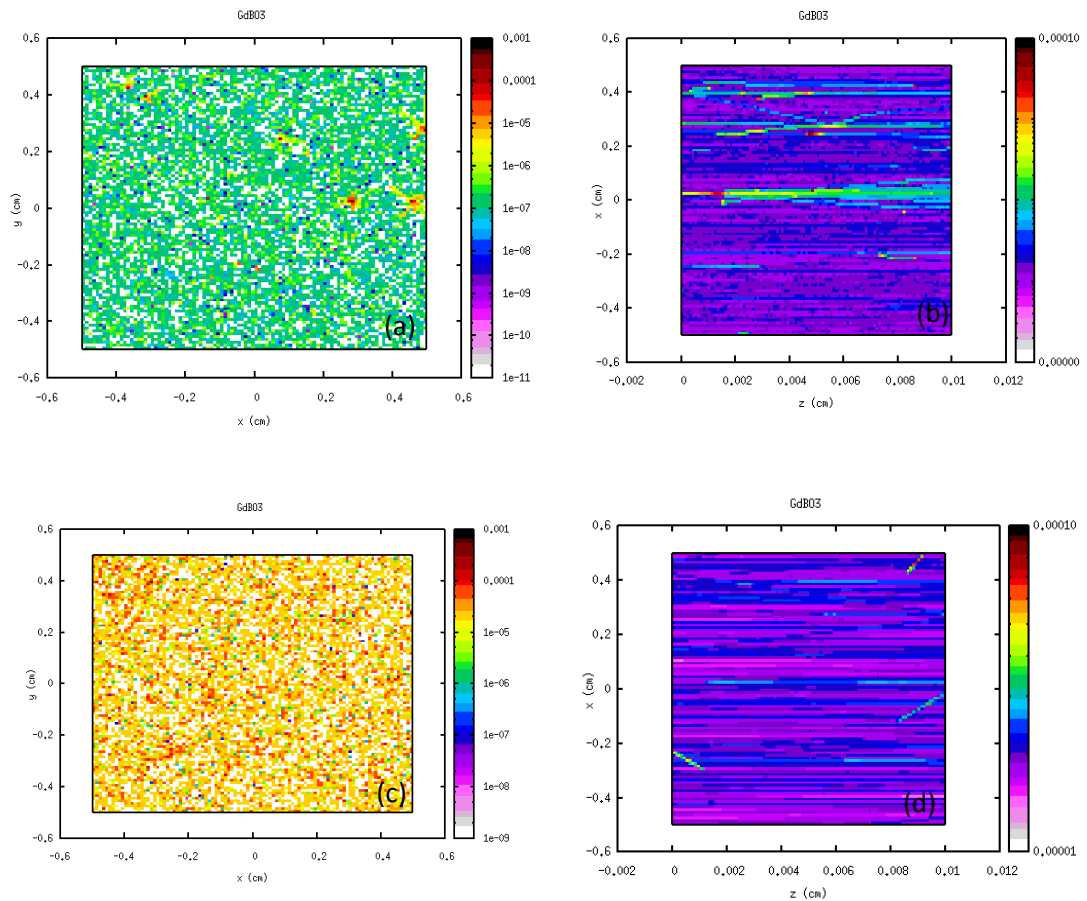 GdBO3
0.6
0.4
0.2
0
-0.2
-0.4
-0.6
y (cm)
-0.6 -0.4 -0.2 0 0.2 0.4 0.6
x (cm)
0.001
0.0001
1e-05
1e-06
1e-07
1e-08
1e-09
1e-10
1e-11
(a)
GdBO3
0.6
0.4
0.2
0
-0.2
-0.4
-0.6
x (cm)
-0.002 0 0.002 0.004 0.006 0.008 0.01 0.012
z (cm)
0.00010
0.00000
(b)
GdBO3
0.6
0.4
0.2
0
-0.2
-0.4
-0.6
y (cm)
-0.6 -0.4 -0.2 0 0.2 0.4 0.6
x (cm)
0.001
0.0001
1e-05
1e-06
1e-07
1e-08
1e-09
(c)
GdBO3
0.6
0.4
0.2
0
-0.2
-0.4
-0.6
x (cm)
-0.002 0 0.002 0.004 0.006 0.008 0.01 0.012
z (cm)
0.00010
0.00001
(d)